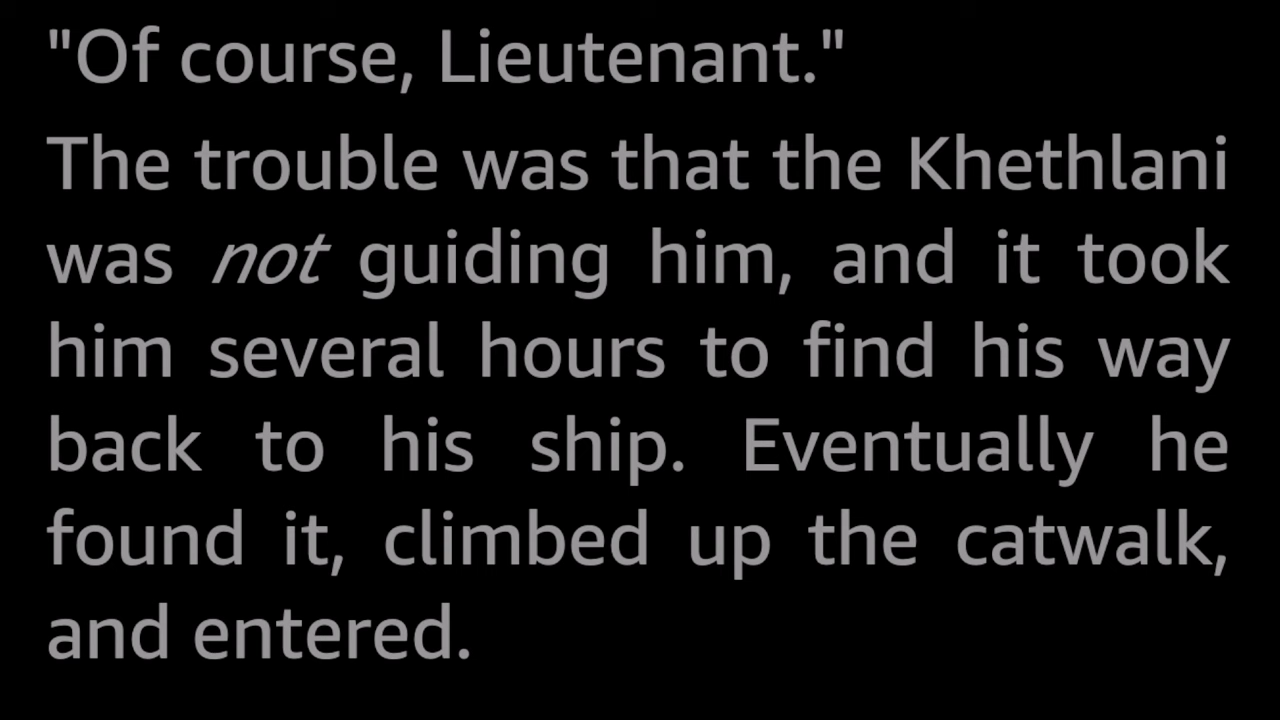 "Of course, Lieutenant."
The trouble was that the Khethlani
was not guiding him, and it took
him several hours to find his way
back to his ship. Eventually he
found it, climbed up the catwalk,
and entered.